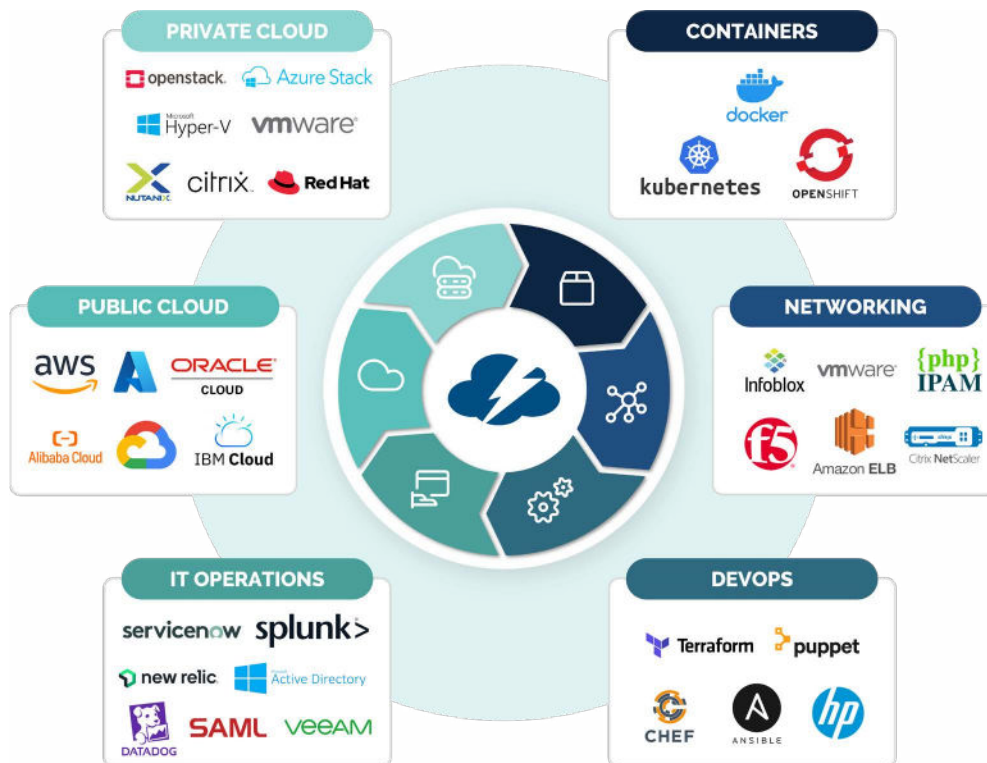 PRIVATE CLOUD
openstack.
Azure Stack
Microsoft
Hyper-V
vmware®
NUTANIX
citrix™
Red Hat
CONTAINERS
docker
kubernetes
OPENSHIFT
PUBLIC CLOUD
aws
ORACLE®
CLOUD
Alibaba Cloud
IBM Cloud
NETWORKING
Infoblox
vmware®
{php}
IPAM
f5
Amazon ELB
Citrix NetScaler
IT OPERATIONS
servicenow
splunk>
new relic.
Active Directory
DATADOG
SAML
veeAM
DEVOPS
Terraform
puppet
CHEF
ANSIBLE
hp